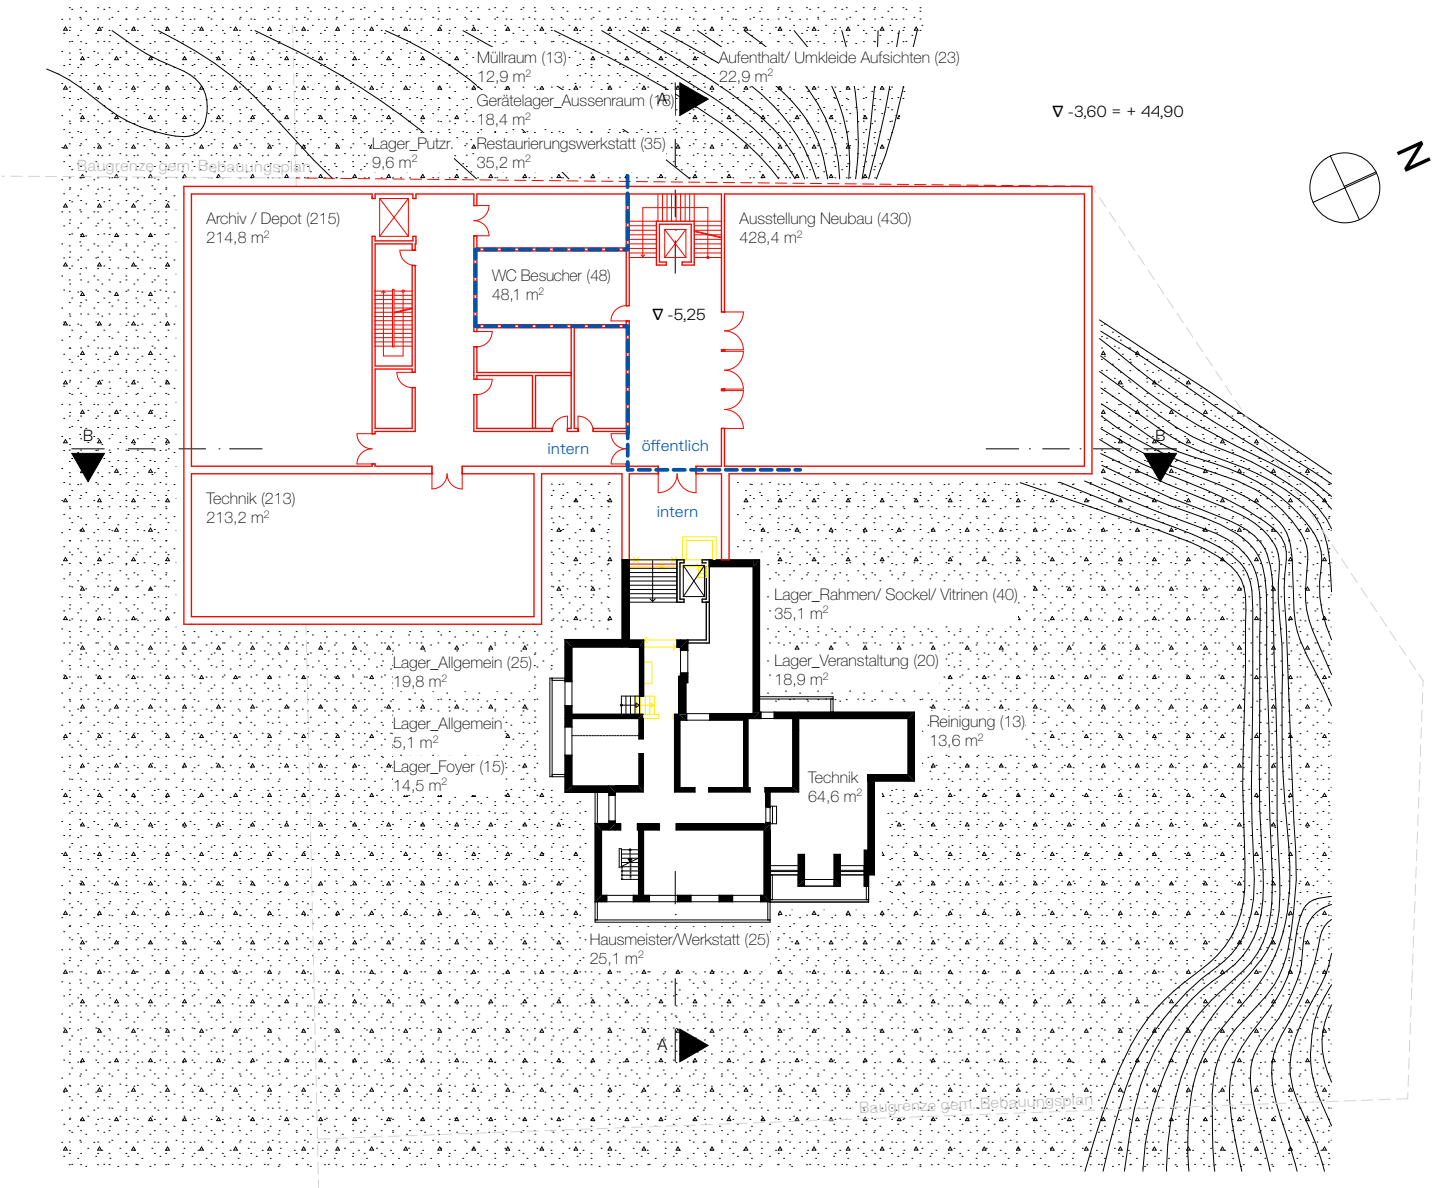 Müllraum (13)
12,9 m²
Aufenthalt/ Umkleide Aufsichten (23)
22,9 m²
Gerätelager_Aussenraum (18)
18,4 m²
A
∇ -3,60 = + 44,90
Lager_Putzr.
9,6 m²
Restaurierungswerkstatt (35)
35,2 m²
N
Baugrenze gem. Bebauungsplan
Archiv / Depot (215)
214,8 m²
Ausstellung Neubau (430)
428,4 m²
WC Besucher (48)
48,1 m²
∇ -5,25
B
intern
öffentlich
B
Technik (213)
213,2 m²
intern
Lager_Rahmen/ Sockel/ Vitrinen (40)
35,1 m²
Lager_Allgemein (25)
19,8 m²
Lager_Veranstaltung (20)
18,9 m²
Lager_Allgemein
5,1 m²
Reinigung (13)
13,6 m²
Lager_Foyer (15)
14,5 m²
Technik
64,6 m²
Hausmeister/Werkstatt (25)
25,1 m²
A
Baugrenze gem. Bebauungsplan